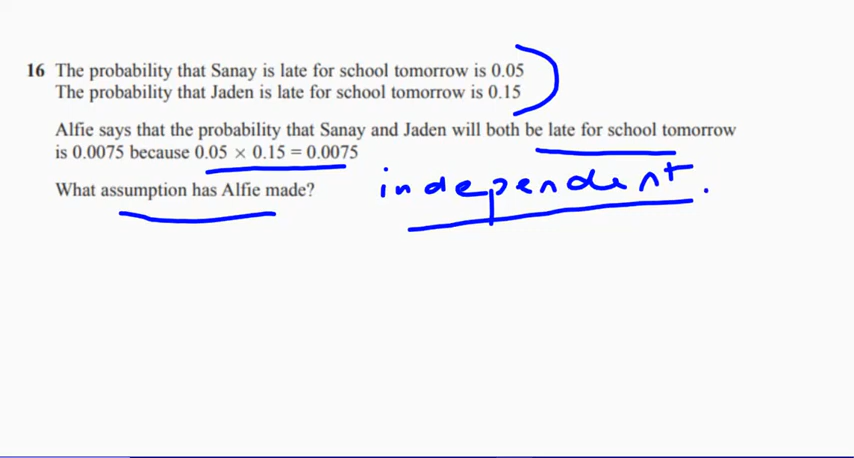 16 The probability that Sanay is late for school tomorrow is 0.05
The probability that Jaden is late for school tomorrow is 0.15
Alfie says that the probability that Sanay and Jaden will both be late for school tomorrow
is 0.0075 because 0.05 × 0.15 = 0.0075
What assumption has Alfie made? independent.